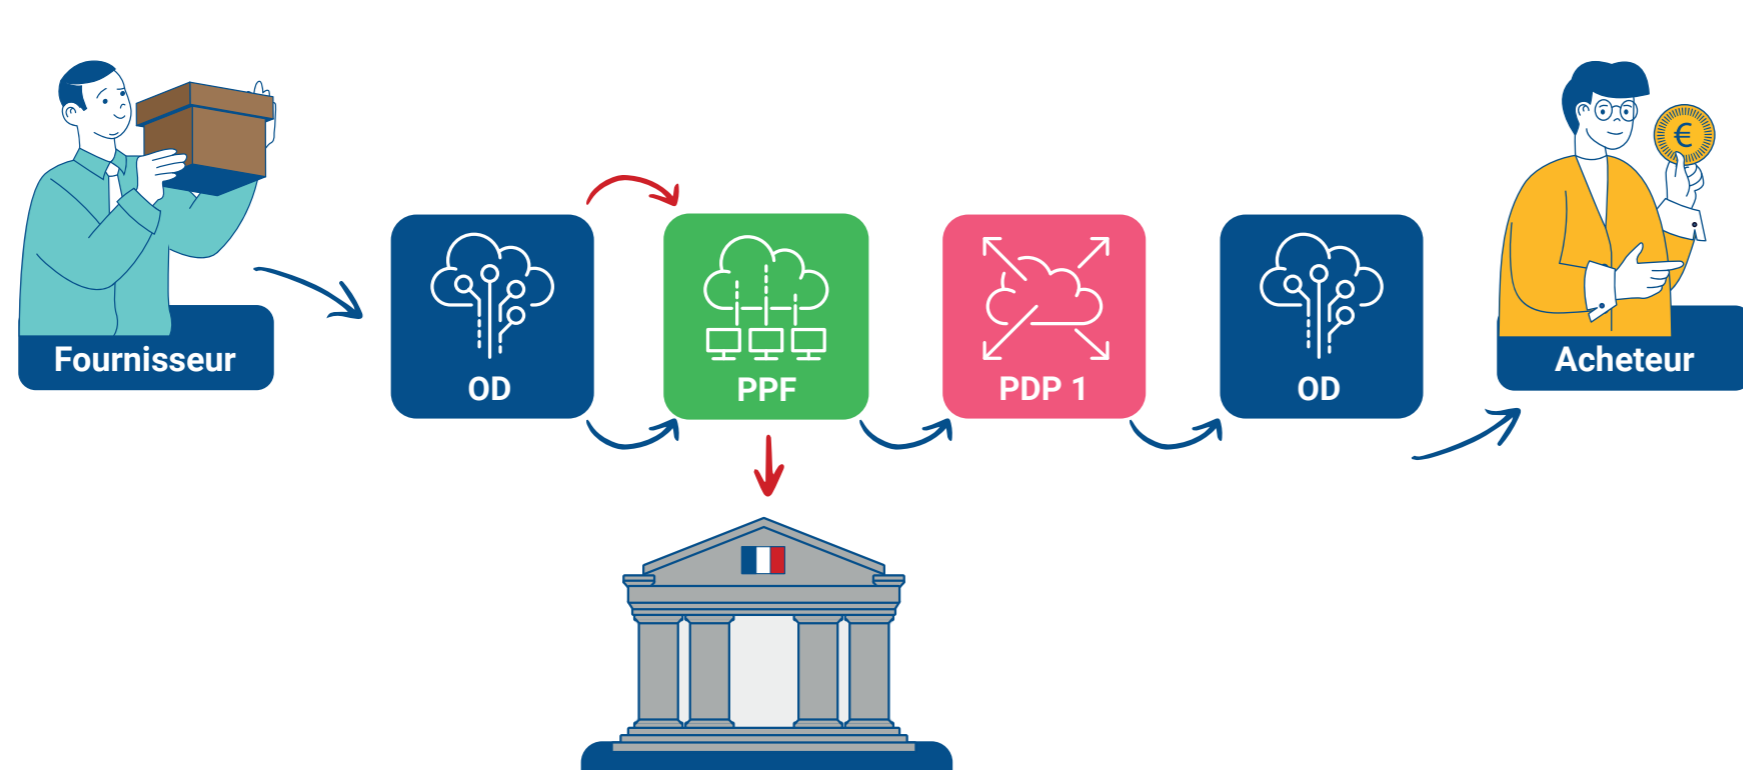 Fournisseur
OD
PPF
PDP 1
OD
Acheteur
€